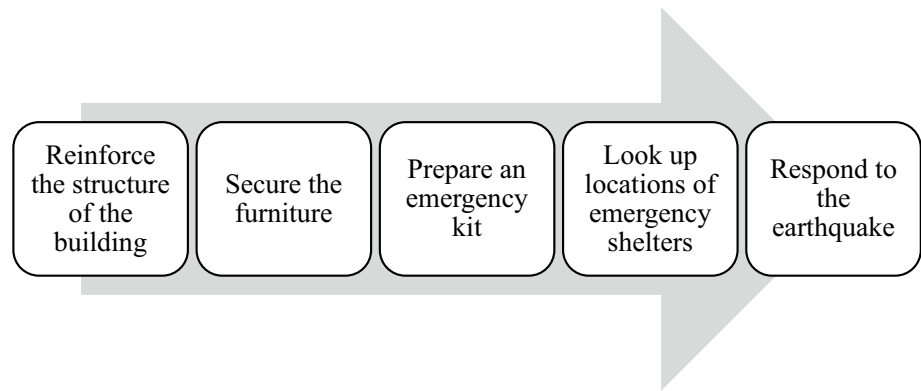 Reinforce
the structure
of the
building
Secure the
furniture
Prepare an
emergency
kit
Look up
locations of
emergency
shelters
Respond to
the
earthquake